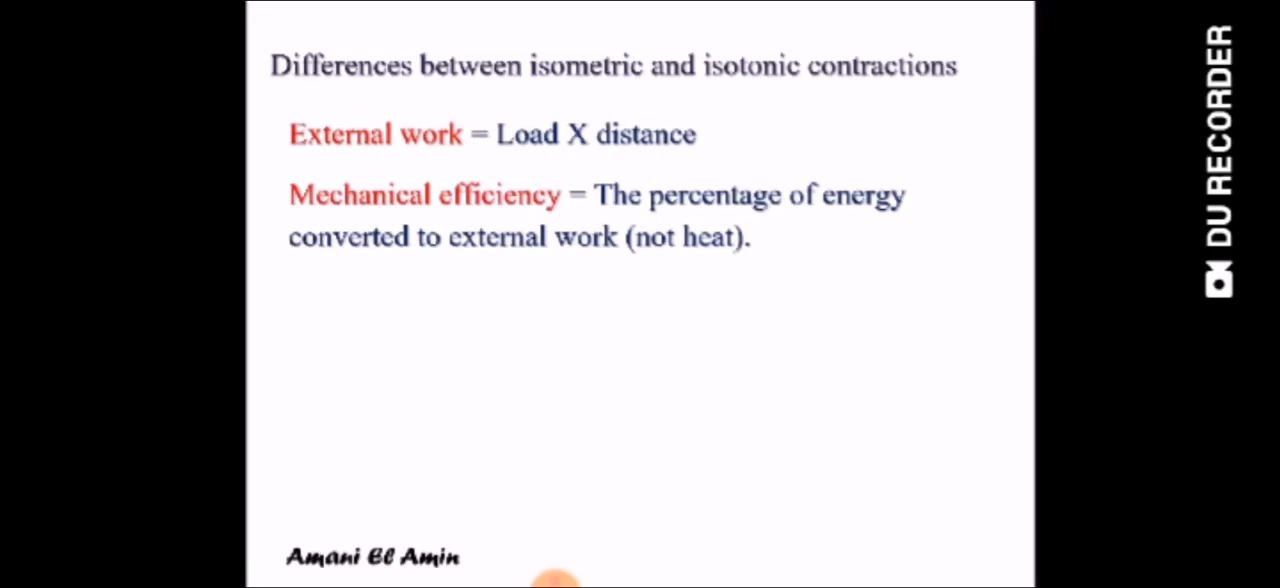 Differences between isometric and isotonic contractions
External work = Load X distance
Mechanical efficiency = The percentage of energy
converted to external work (not heat).
Amani El Amin
DU RECORDER